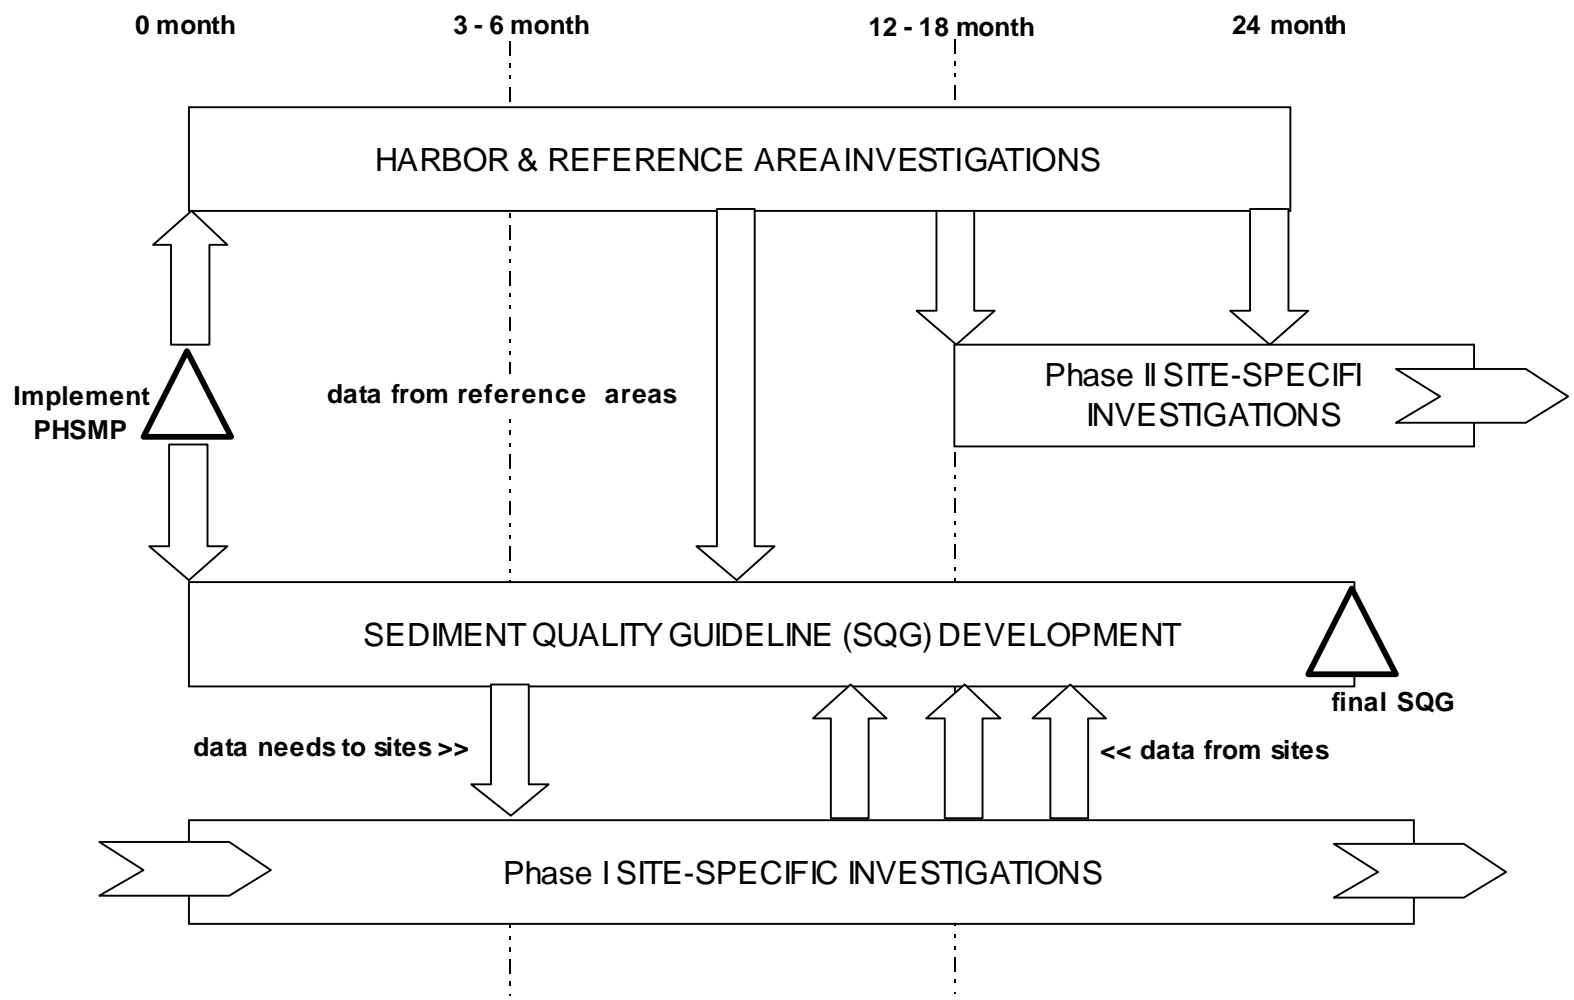 0 month
3 - 6 month
12 - 18 month
24 month
HARBOR & REFERENCE AREA INVESTIGATIONS
Implement
PHSMP
data from reference areas
Phase II SITE-SPECIFI
INVESTIGATIONS
SEDIMENT QUALITY GUIDELINE (SQG) DEVELOPMENT
final SQG
data needs to sites >>
<< data from sites
Phase I SITE-SPECIFIC INVESTIGATIONS